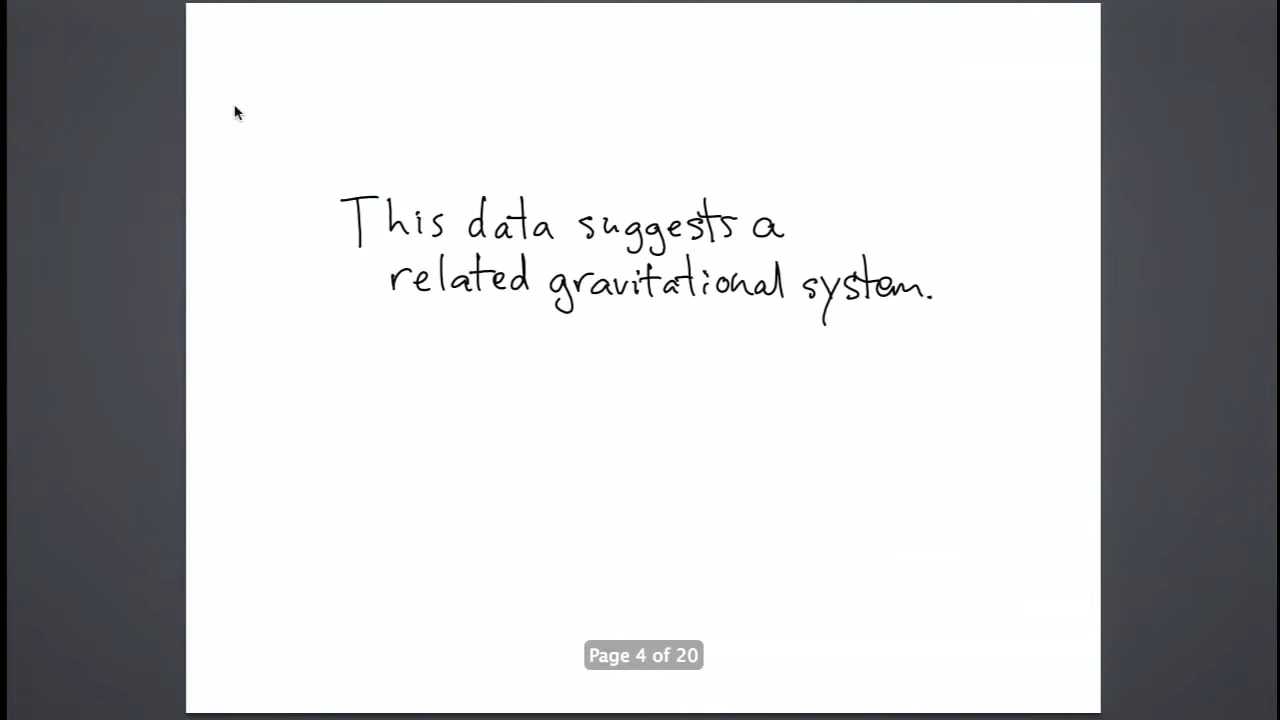 This data suggests a
related gravitational system.
Page 4 of 20